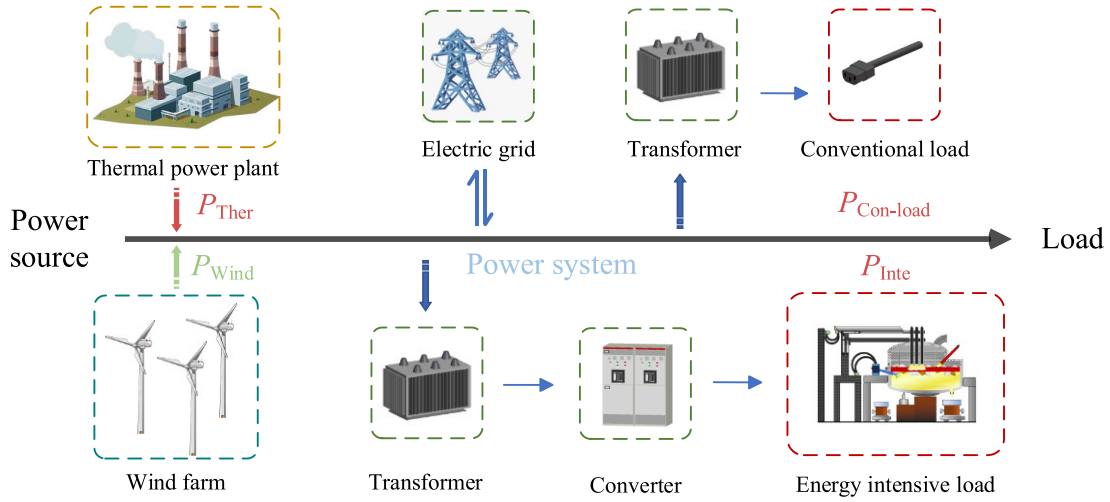 Thermal power plant
Electric grid
Transformer
Conventional load
P_Ther
P_Con-load
Power
source
Load
P_Wind
Power system
P_Inte
Wind farm
Transformer
Converter
Energy intensive load